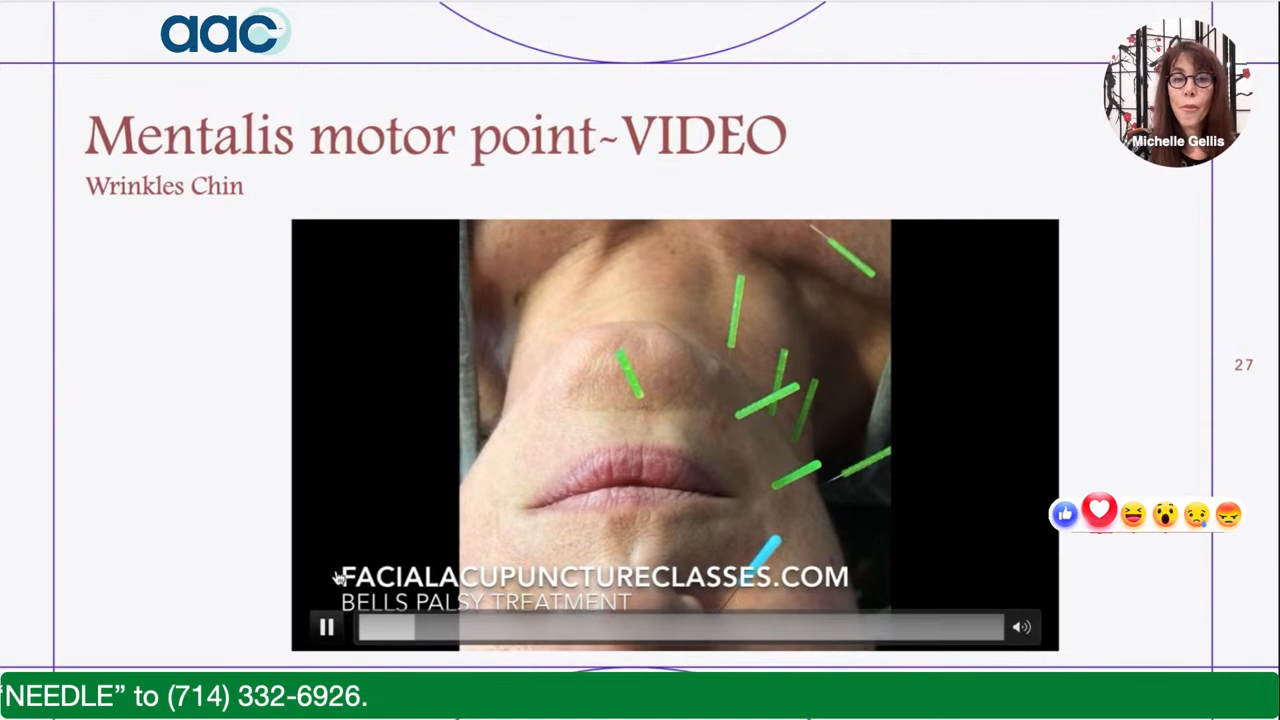 aac
Michelle Gellis
Mentalis motor point~VIDEO
Wrinkles Chin
27
FACIALACUPUNCTURECLASSES.COM
BELLS PALSY TREATMENT
“NEEDLE” to (714) 332-6926.